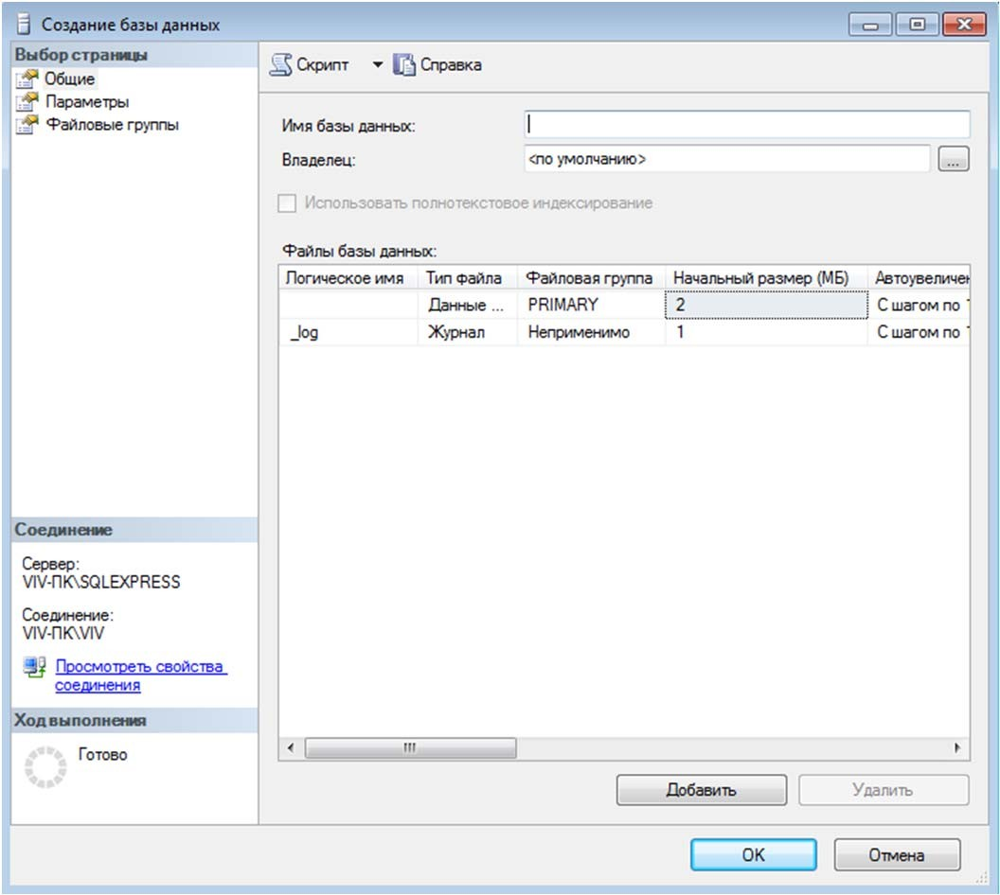 Создание базы данных
Выбор страницы
Общие
Параметры
Файловые группы
Скрипт
Справка
Имя базы данных:
Владелец:
<по умолчанию>
...
Использовать полнотекстовое индексирование
Файлы базы данных:
Логическое имя Тип файла Файловая группа Начальный размер (МБ) Автоувеличен
Данные ... PRIMARY 2 С шагом по 1
_log Журнал Неприменимо 1 С шагом по 1
Соединение
Сервер:
VIV-ПК\SQLEXPRESS
Соединение:
VIV-ПК\VIV
Просмотреть свойства
соединения
Ход выполнения
Готово
Добавить
Удалить
ОК
Отмена